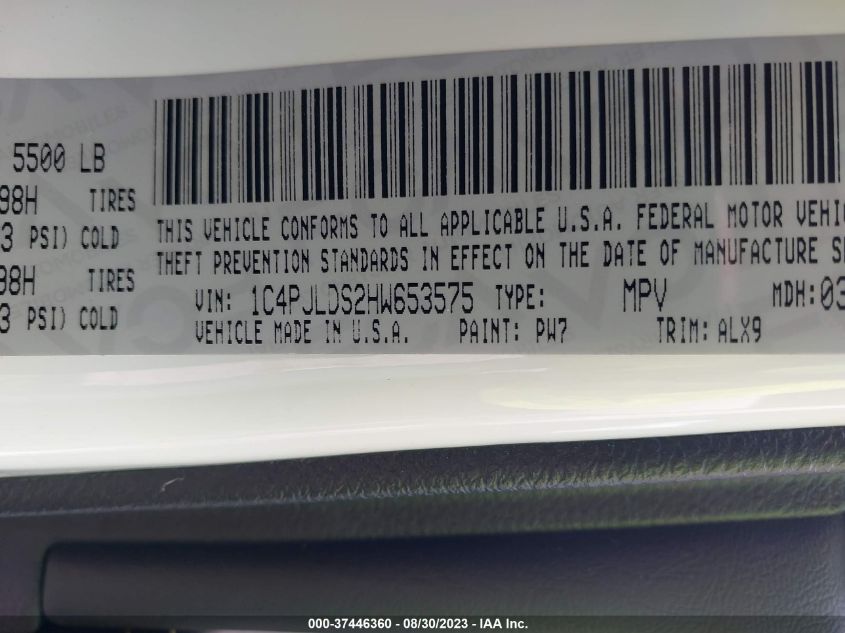 5500 LB
98H TIRES
3 PSI) COLD
98H TIRES
3 PSI) COLD
THIS VEHICLE CONFORMS TO ALL APPLICABLE U.S.A. FEDERAL MOTOR VEHIC
THEFT PREVENTION STANDARDS IN EFFECT ON THE DATE OF MANUFACTURE S
VIN: 1C4PJLDS2HW653575 TYPE: MPV MDH: 03
VEHICLE MADE IN U.S.A. PAINT: PW7 TRIM: ALX9
000-37446360 - 08/30/2023 - IAA Inc.